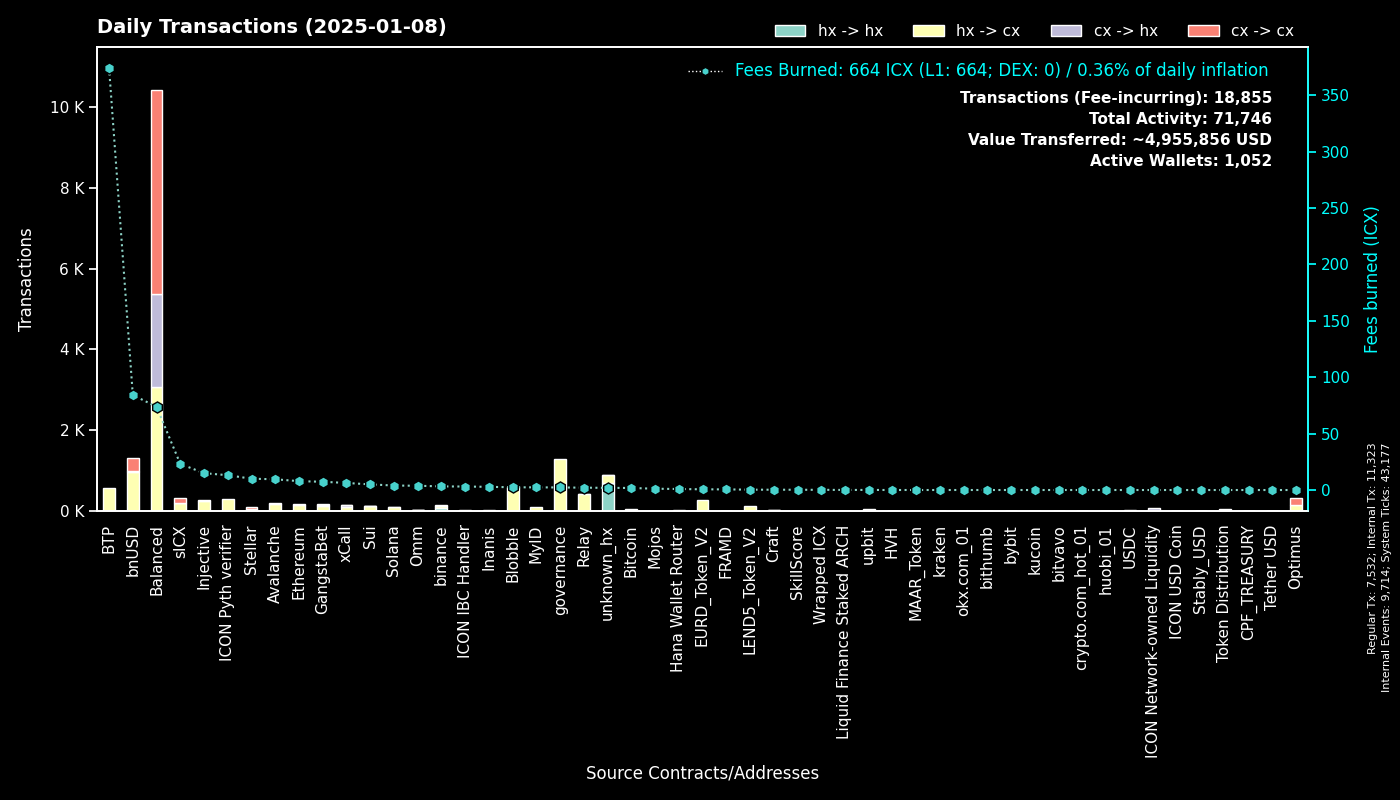 Daily Transactions (2025-01-08)
hx -> hx
hx -> cx
cx -> hx
cx -> cx
Fees Burned: 664 ICX (L1: 664; DEX: 0) / 0.36% of daily inflation
Transactions (Fee-incurring): 18,855
Total Activity: 71,746
Value Transferred: ~4,955,856 USD
Active Wallets: 1,052
Transactions
10 K
8 K
6 K
4 K
2 K
0 K
350
300
250
200
150
100
50
0
Fees burned (ICX)
BTP
bnUSD
Balanced
sICX
Injective
ICON Pyth verifier
Stellar
Avalanche
Ethereum
GangstaBet
xCall
Sui
Solana
Omm
binance
ICON IBC Handler
Inanis
Blobble
MyID
governance
Relay
unknown_hx
Bitcoin
Mojos
Hana Wallet Router
EURD_Token_V2
FRAMD
LEND5_Token_V2
Craft
SkillScore
Wrapped ICX
Liquid Finance Staked ARCH
upbit
HVH
MAAR_Token
kraken
okx.com_01
bithumb
bybit
kucoin
bitvavo
crypto.com_hot_01
huobi_01
USDC
ICON Network-owned Liquidity
ICON USD Coin
Stably_USD
Token Distribution
CPF_TREASURY
Tether USD
Optimus
Source Contracts/Addresses
Regular Tx: 7,532; Internal Tx: 11,323
Internal Events: 9,714; System Ticks: 43,177